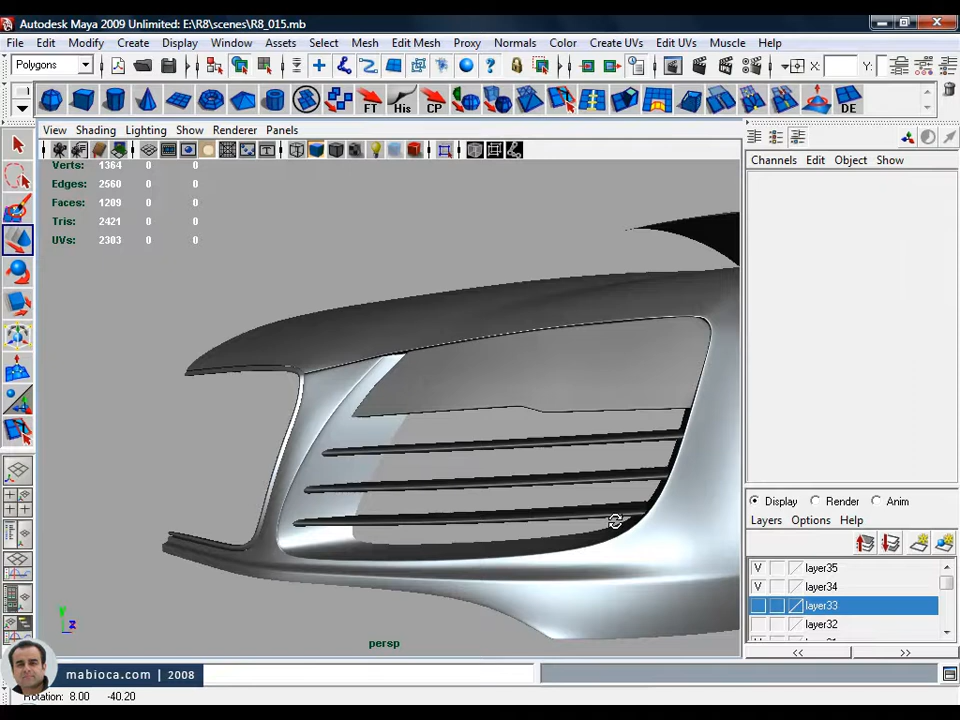 Autodesk Maya 2009 Unlimited: E:\R8\scenes\R8_015.mb
File Edit Modify Create Display Window Assets Select Mesh Edit Mesh Proxy Normals Color Create UVs Edit UVs Muscle Help
Polygons X: Y:
FT His CP DE
View Shading Lighting Show Renderer Panels
Channels Edit Object Show
Verts: 1364 0 0
Edges: 2560 0 0
Faces: 1209 0 0
Tris: 2421 0 0
UVs: 2303 0 0
Display Render Anim
Layers Options Help
V layer35
V layer34
layer33
layer32
y z
persp
<< >>
mabioca.com | 2008
Rotation: 8.00 -40.20